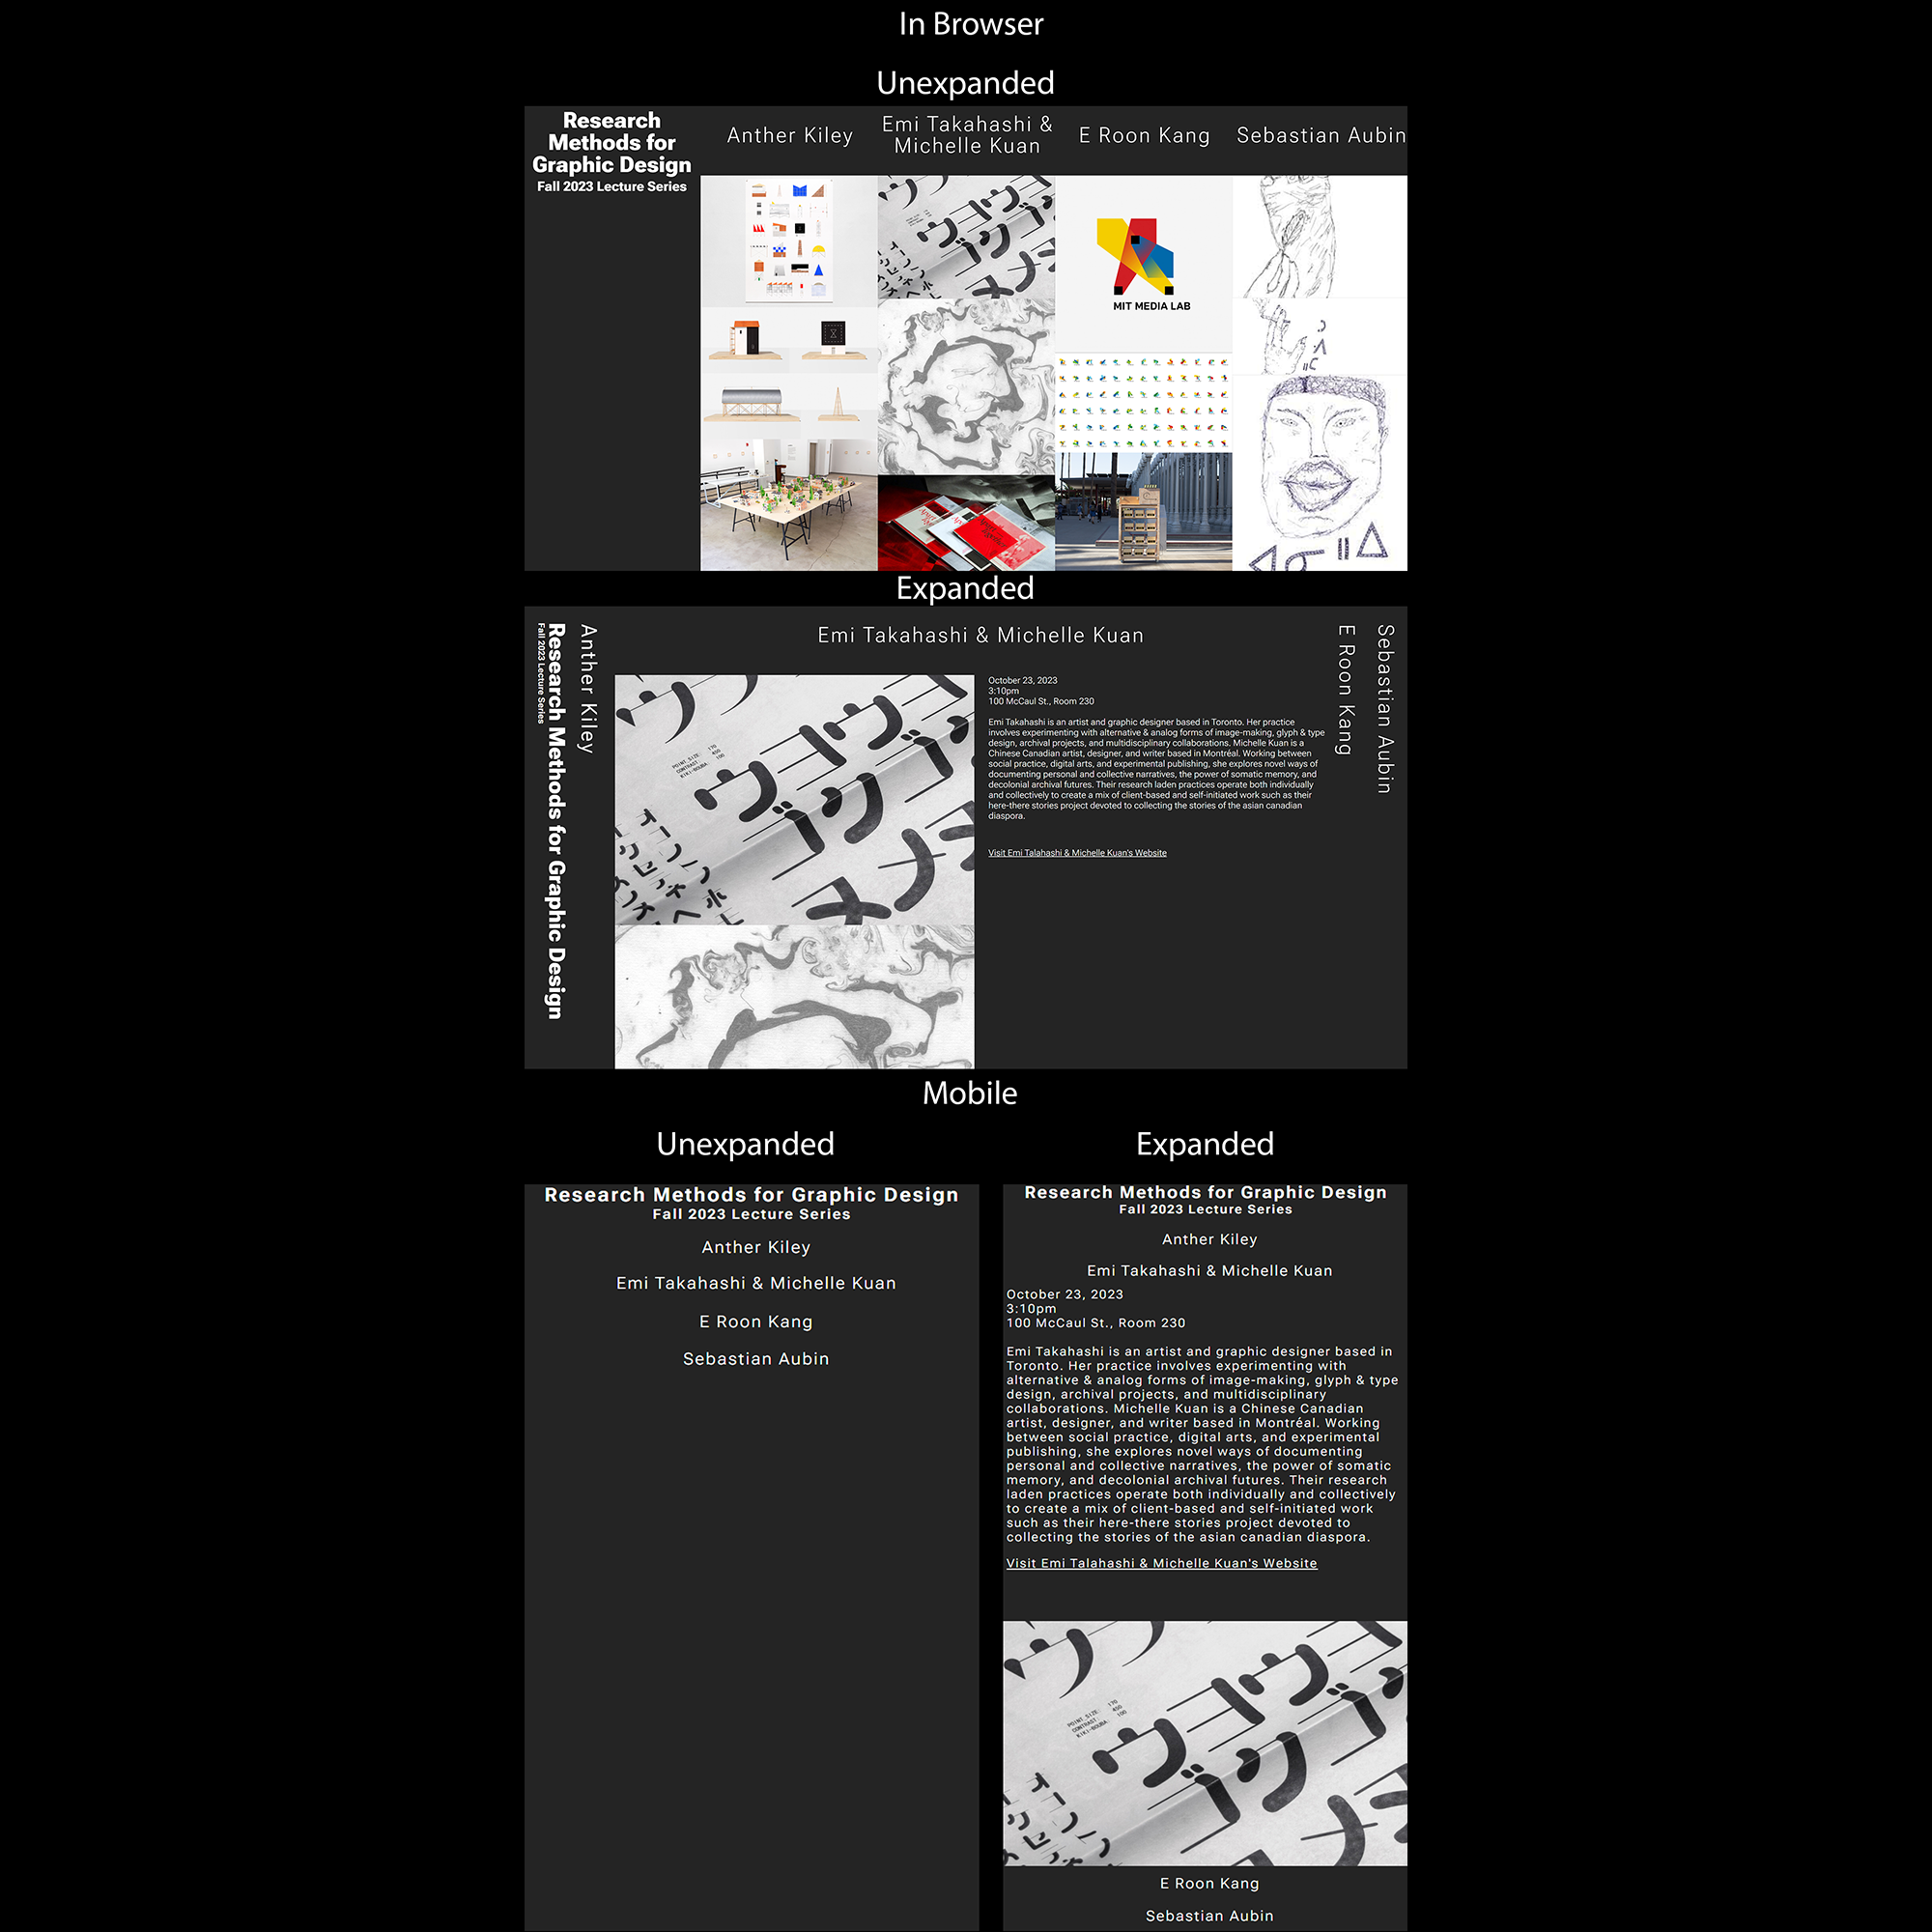 In Browser
Unexpanded
Research
Methods for
Graphic Design
Fall 2023 Lecture Series
Anther Kiley
Emi Takahashi &
Michelle Kuan
E Roon Kang
Sebastian Aubin
MIT MEDIA LAB
Expanded
Research Methods for Graphic Design
Fall 2023 Lecture Series
Anther Kiley
Emi Takahashi & Michelle Kuan
POINT SIZE: 170
CONTRAST: 450
KIKI-BOUBA: 100
October 23, 2023
3:10pm
100 McCaul St., Room 230
Emi Takahashi is an artist and graphic designer based in Toronto. Her practice
involves experimenting with alternative & analog forms of image-making, glyph & type
design, archival projects, and multidisciplinary collaborations. Michelle Kuan is a
Chinese Canadian artist, designer, and writer based in Montréal. Working between
social practice, digital arts, and experimental publishing, she explores novel ways of
documenting personal and collective narratives, the power of somatic memory, and
decolonial archival futures. Their research laden practices operate both individually
and collectively to create a mix of client-based and self-initiated work such as their
here-there stories project devoted to collecting the stories of the asian canadian
diaspora.
Visit Emi Talahashi & Michelle Kuan's Website
E Roon Kang
Sebastian Aubin
Mobile
Unexpanded
Research Methods for Graphic Design
Fall 2023 Lecture Series
Anther Kiley
Emi Takahashi & Michelle Kuan
E Roon Kang
Sebastian Aubin
Expanded
Research Methods for Graphic Design
Fall 2023 Lecture Series
Anther Kiley
Emi Takahashi & Michelle Kuan
October 23, 2023
3:10pm
100 McCaul St., Room 230
Emi Takahashi is an artist and graphic designer based in
Toronto. Her practice involves experimenting with
alternative & analog forms of image-making, glyph & type
design, archival projects, and multidisciplinary
collaborations. Michelle Kuan is a Chinese Canadian
artist, designer, and writer based in Montréal. Working
between social practice, digital arts, and experimental
publishing, she explores novel ways of documenting
personal and collective narratives, the power of somatic
memory, and decolonial archival futures. Their research
laden practices operate both individually and collectively
to create a mix of client-based and self-initiated work
such as their here-there stories project devoted to
collecting the stories of the asian canadian diaspora.
Visit Emi Talahashi & Michelle Kuan's Website
POINT SIZE: 170
CONTRAST: 450
KIKI-BOUBA: 100
E Roon Kang
Sebastian Aubin